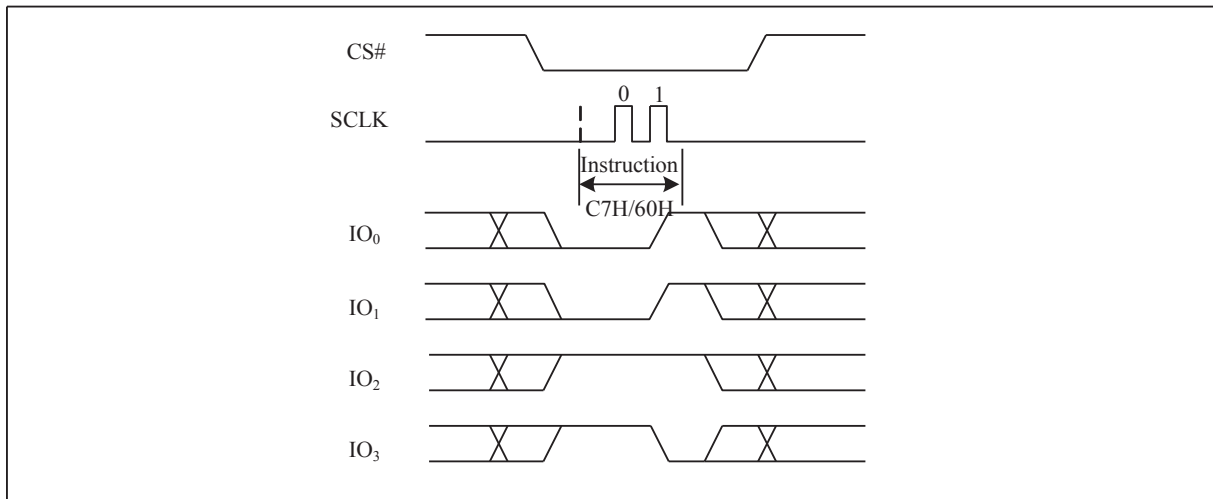 CS#
0 1
SCLK
Instruction
C7H/60H
IO₀
IO₁
IO₂
IO₃